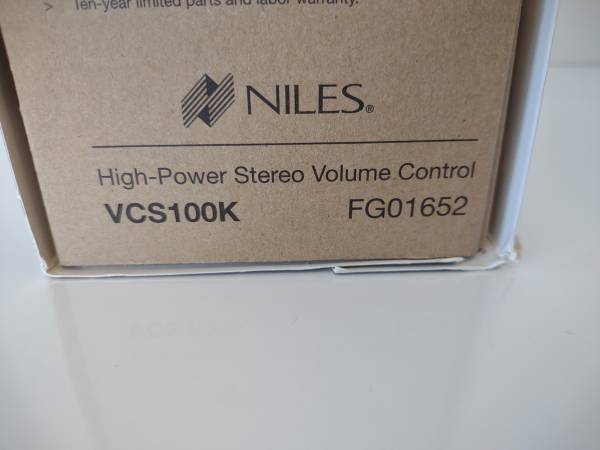 > Ten-year limited parts and labor warranty.
NILES®
High-Power Stereo Volume Control
VCS100K FG01652